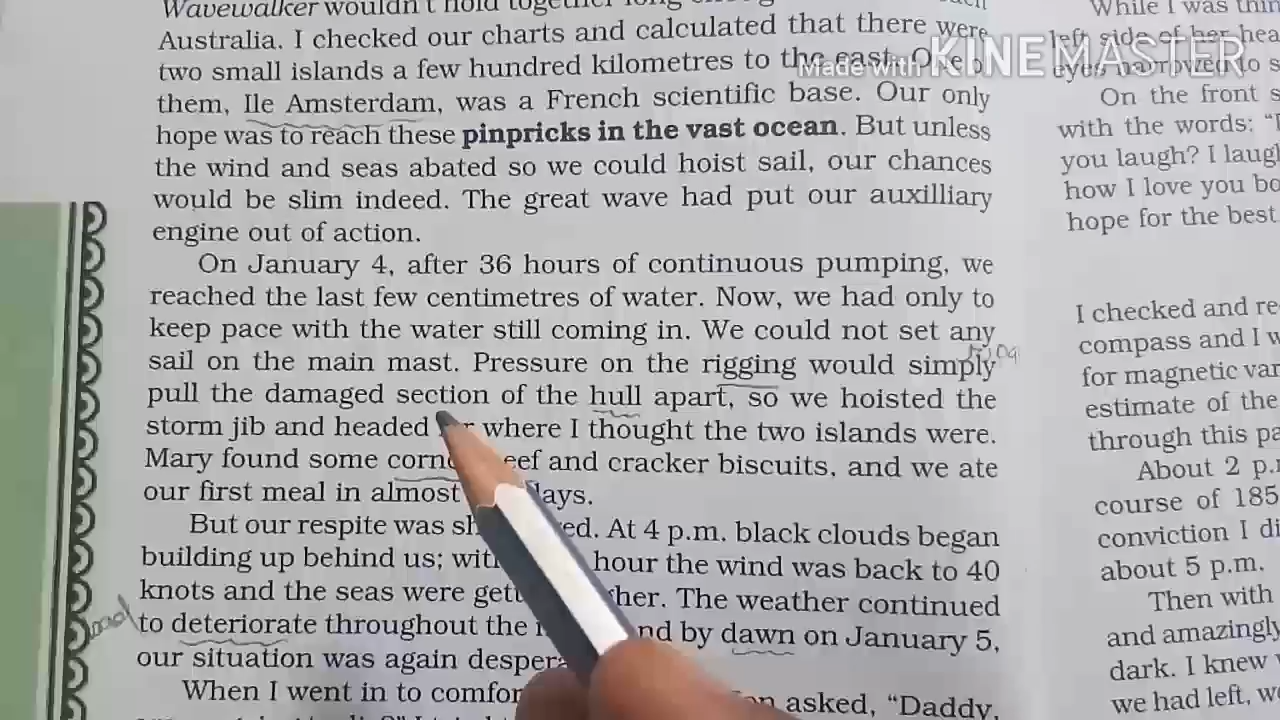 Wavewalker wouldn't hold together long
Australia. I checked our charts and calculated that there were
two small islands a few hundred kilometres to the east. One
them, Ile Amsterdam, was a French scientific base. Our only
hope was to reach these pinpricks in the vast ocean. But unless
the wind and seas abated so we could hoist sail, our chances
would be slim indeed. The great wave had put our auxilliary
engine out of action.
On January 4, after 36 hours of continuous pumping, we
reached the last few centimetres of water. Now, we had only to
keep pace with the water still coming in. We could not set any
sail on the main mast. Pressure on the rigging would simply
pull the damaged section of the hull apart, so we hoisted the
storm jib and headed where I thought the two islands were.
Mary found some and cracker biscuits, and we ate
our first meal in almost days.
But our respite was At 4 p.m. black clouds began
building up behind us; hour the wind was back to 40
knots and the seas were The weather continued
to deteriorate throughout the by dawn on January 5,
our situation was again
When I went in to asked, "Daddy,
While I was
left side of her
eyes narrowed to
On the front
with the words:
you laugh? I
how I love you
hope for the best
I checked and
compass and I
for magnetic
estimate of the
through this
About 2
course of 185
conviction I
about 5 p.m.
Then with
and amazingly
dark. I knew
we had left,
Made with KINEMASTER